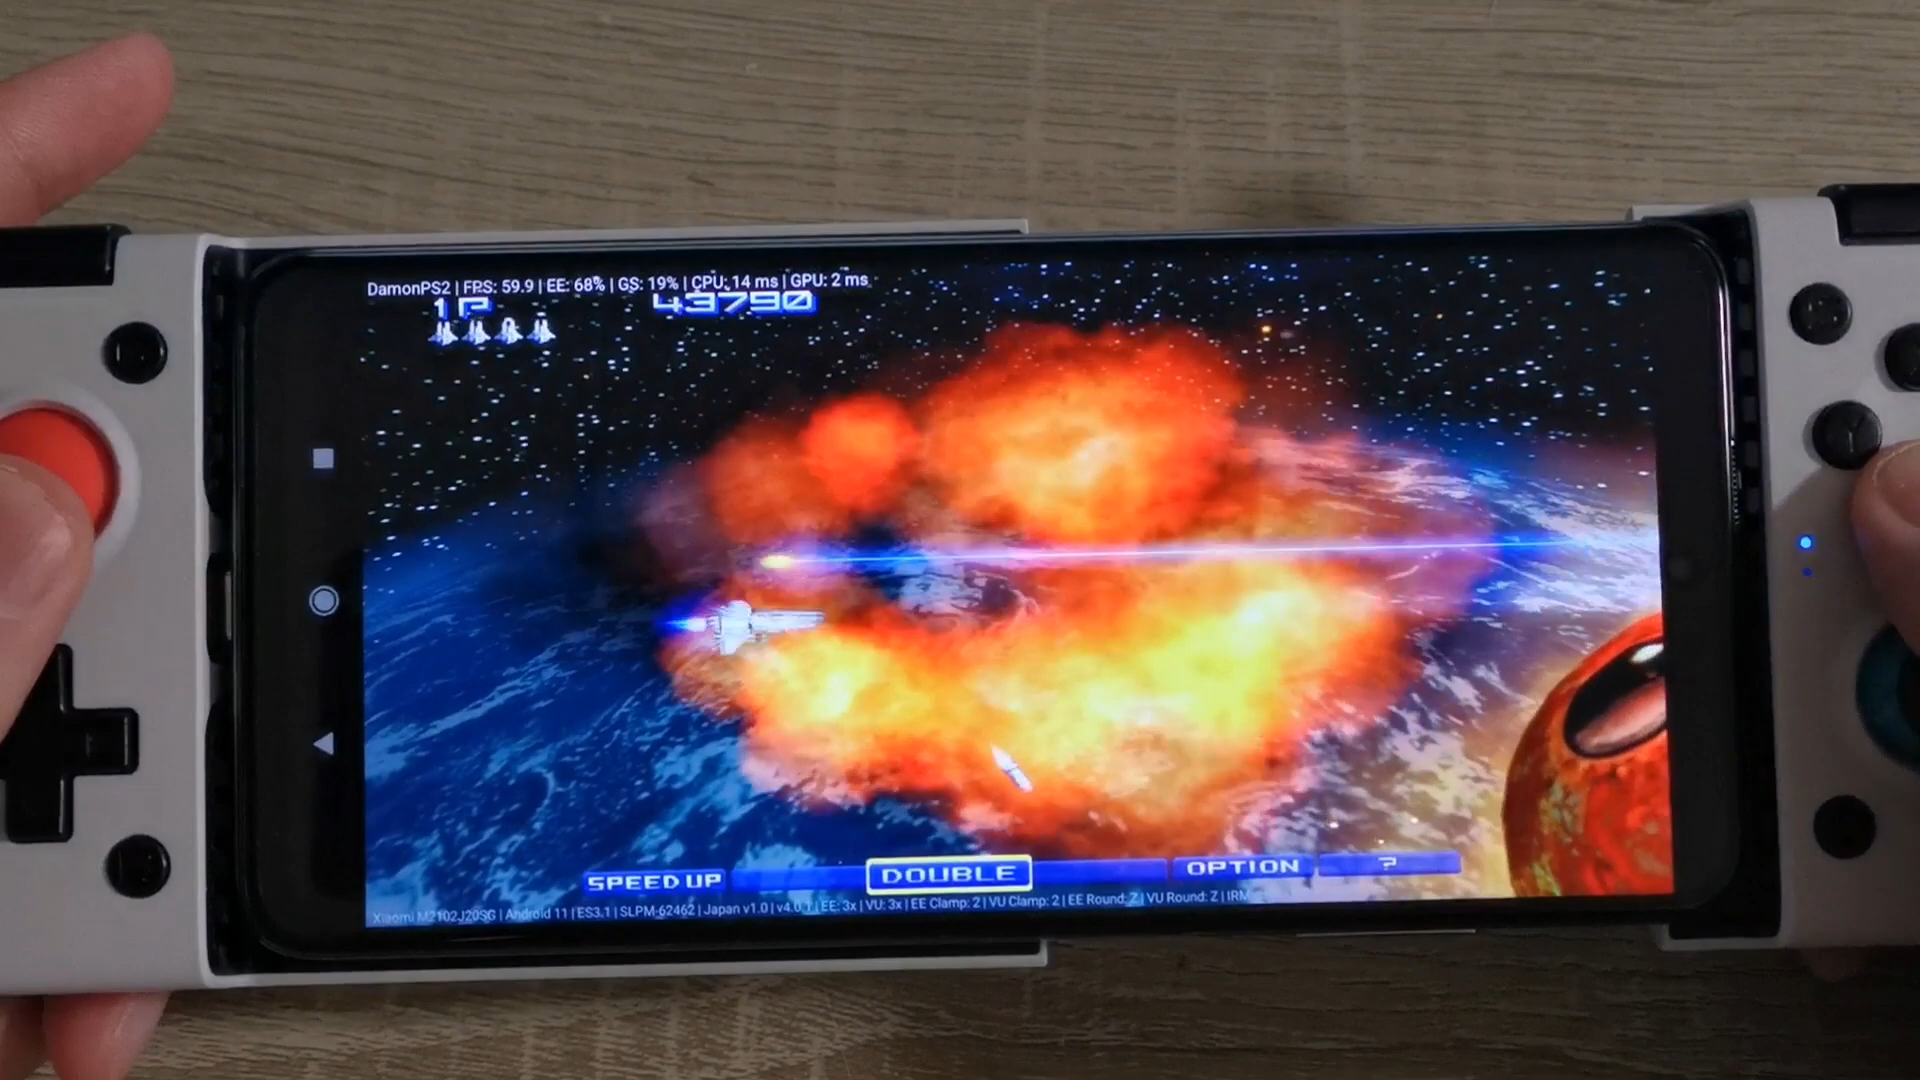 DamonPS2 | FPS: 59.9 | EE: 68% | GS: 19% | CPU: 14 ms | GPU: 2 ms
1P 43790
SPEED UP DOUBLE OPTION ?
Xiaomi M2102J20SG | Android 11 | ES3.1 | SLPM-62462 | Japan v1.0 | v4.0.1 | EE: 3x | VU: 3x | EE Clamp: 2 | VU Clamp: 2 | EE Round: Z | VU Round: Z | IRM
Y